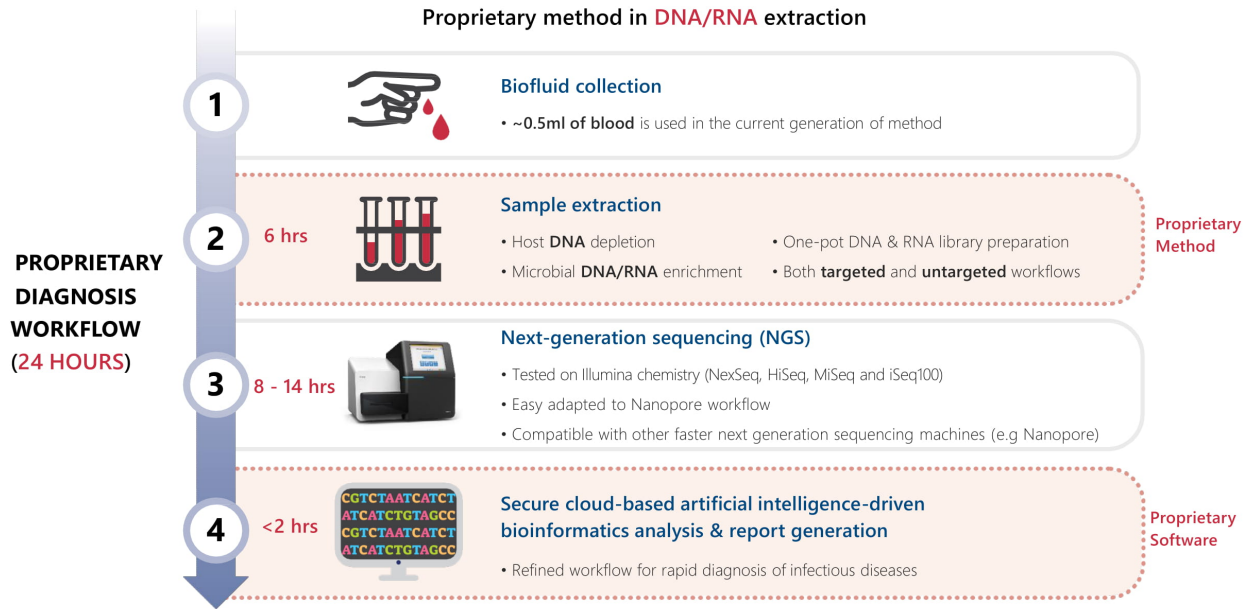 Proprietary method in DNA/RNA extraction
PROPRIETARY
DIAGNOSIS
WORKFLOW
(24 HOURS)
1
Biofluid collection
• ~0.5ml of blood is used in the current generation of method
2
6 hrs
Sample extraction
• Host DNA depletion
• Microbial DNA/RNA enrichment
• One-pot DNA & RNA library preparation
• Both targeted and untargeted workflows
Proprietary
Method
3
8 - 14 hrs
Next-generation sequencing (NGS)
• Tested on Illumina chemistry (NexSeq, HiSeq, MiSeq and iSeq100)
• Easy adapted to Nanopore workflow
• Compatible with other faster next generation sequencing machines (e.g Nanopore)
4
<2 hrs
CGTCTAATCATCT
ATCATCTGTAGCC
CGTCTAATCATCT
ATCATCTGTAGCC
Secure cloud-based artificial intelligence-driven
bioinformatics analysis & report generation
• Refined workflow for rapid diagnosis of infectious diseases
Proprietary
Software